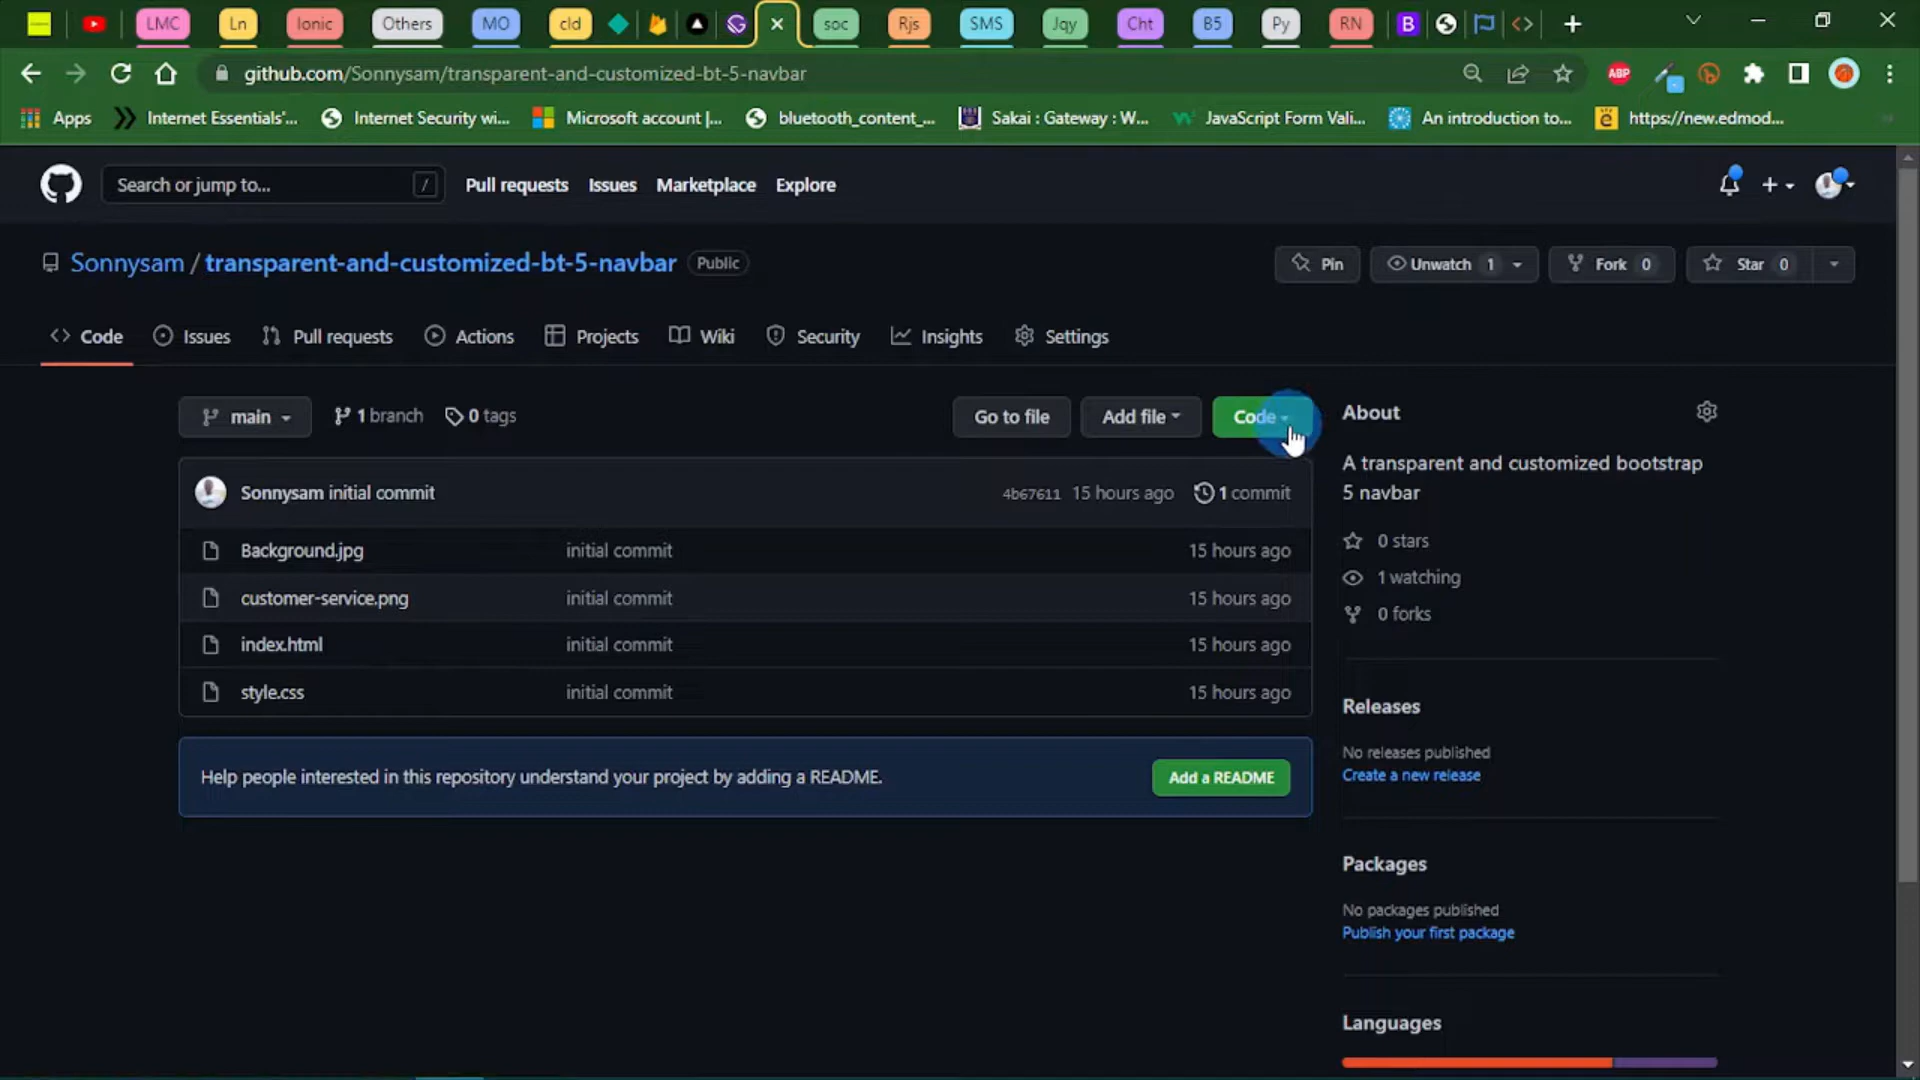 LMC
Ln
Ionic
Others
MO
cld
soc
Rjs
SMS
Jqy
Cht
B5
Py
RN
B
github.com/Sonnysam/transparent-and-customized-bt-5-navbar
ABP
Apps
Internet Essentials'...
Internet Security wi...
Microsoft account |...
bluetooth_content_...
Sakai : Gateway : W...
JavaScript Form Vali...
An introduction to...
https://new.edmod...
Search or jump to...
/
Pull requests
Issues
Marketplace
Explore
Sonnysam / transparent-and-customized-bt-5-navbar
Public
Pin
Unwatch 1
Fork 0
Star 0
Code
Issues
Pull requests
Actions
Projects
Wiki
Security
Insights
Settings
main
1 branch
0 tags
Go to file
Add file
Code
Sonnysam initial commit
4b67611 15 hours ago
1 commit
Background.jpg initial commit 15 hours ago
customer-service.png initial commit 15 hours ago
index.html initial commit 15 hours ago
style.css initial commit 15 hours ago
Help people interested in this repository understand your project by adding a README.
Add a README
About
A transparent and customized bootstrap
5 navbar
0 stars
1 watching
0 forks
Releases
No releases published
Create a new release
Packages
No packages published
Publish your first package
Languages